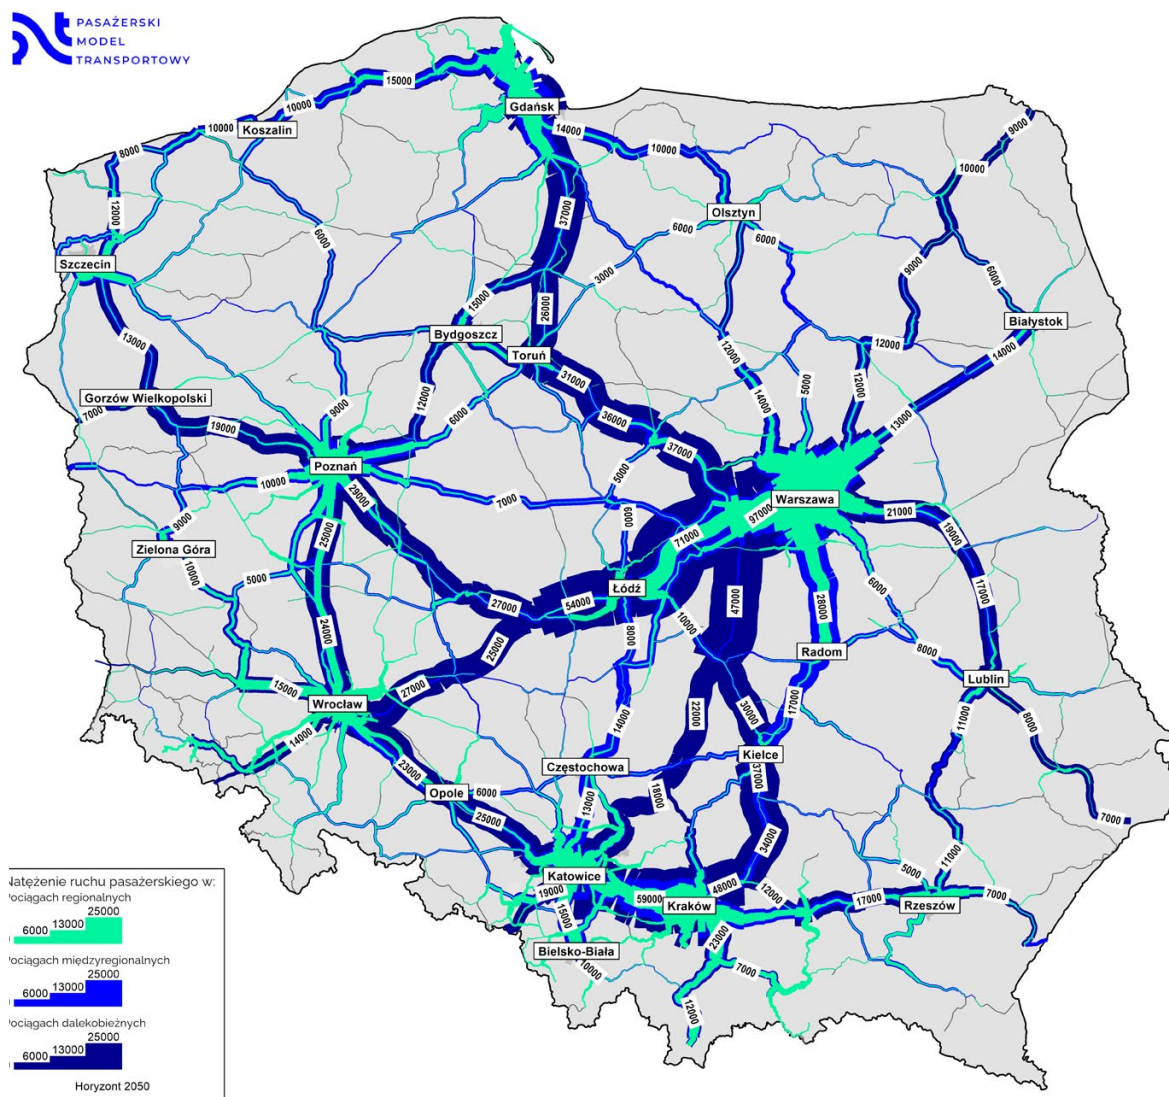 PASAŻERSKI
MODEL
TRANSPORTOWY
15000
Gdańsk
10000
14000
9000
10000
Koszalin
8000
10000
10000
12000
37000
Olsztyn
6000
6000
6000
Szczecin
9000
6000
3000
15000
26000
13000
Bydgoszcz
Toruń
Białystok
12000
12000
14000
31000
12000
5000
12000
Gorzów Wielkopolski
7000
19000
9000
6000
36000
14000
13000
37000
Poznań
10000
29000
5000
7000
Warszawa
97000
21000
9000
25000
6000
71000
19000
Zielona Góra
10000
5000
Łódź
6000
17000
27000
54000
47000
28000
24000
25000
8000
10000
Radom
8000
Lublin
15000
27000
Wrocław
22000
30000
17000
11000
8000
14000
14000
Kielce
23000
Częstochowa
Opole
6000
18000
13000
25000
7000
34000
11000
Katowice
5000
19000
59000
48000
12000
Kraków
17000
Rzeszów
7000
15000
23000
Bielsko-Biała
10000
7000
12000
Natężenie ruchu pasażerskiego w:
Pociągach regionalnych
6000 13000 25000
Pociągach międzyregionalnych
6000 13000 25000
Pociągach dalekobieżnych
6000 13000 25000
Horyzont 2050